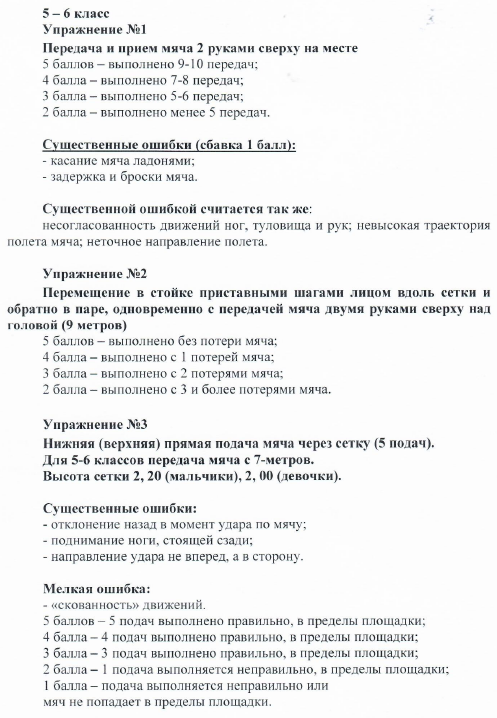 5 – 6 класс
Упражнение №1
Передача и прием мяча 2 руками сверху на месте
5 баллов – выполнено 9-10 передач;
4 балла – выполнено 7-8 передач;
3 балла – выполнено 5-6 передач;
2 балла – выполнено менее 5 передач.
Существенные ошибки (сбавка 1 балл):
- касание мяча ладонями;
- задержка и броски мяча.
Существенной ошибкой считается так же:
несогласованность движений ног, туловища и рук; невысокая траектория
полета мяча; неточное направление полета.
Упражнение №2
Перемещение в стойке приставными шагами лицом вдоль сетки и
обратно в паре, одновременно с передачей мяча двумя руками сверху над
головой (9 метров)
5 баллов – выполнено без потери мяча;
4 балла – выполнено с 1 потерей мяча;
3 балла – выполнено с 2 потерями мяча;
2 балла – выполнено с 3 и более потерями мяча.
Упражнение №3
Нижняя (верхняя) прямая подача мяча через сетку (5 подач).
Для 5-6 классов передача мяча с 7-метров.
Высота сетки 2, 20 (мальчики), 2, 00 (девочки).
Существенные ошибки:
- отклонение назад в момент удара по мячу;
- поднимание ноги, стоящей сзади;
- направление удара не вперед, а в сторону.
Мелкая ошибка:
- «скованность» движений.
5 баллов – 5 подач выполнено правильно, в пределы площадки;
4 балла – 4 подач выполнено правильно, в пределы площадки;
3 балла – 3 подач выполнено правильно, в пределы площадки;
2 балла – 1 подача выполняется неправильно, в пределы площадки;
1 балла – подача выполняется неправильно или
мяч не попадает в пределы площадки.